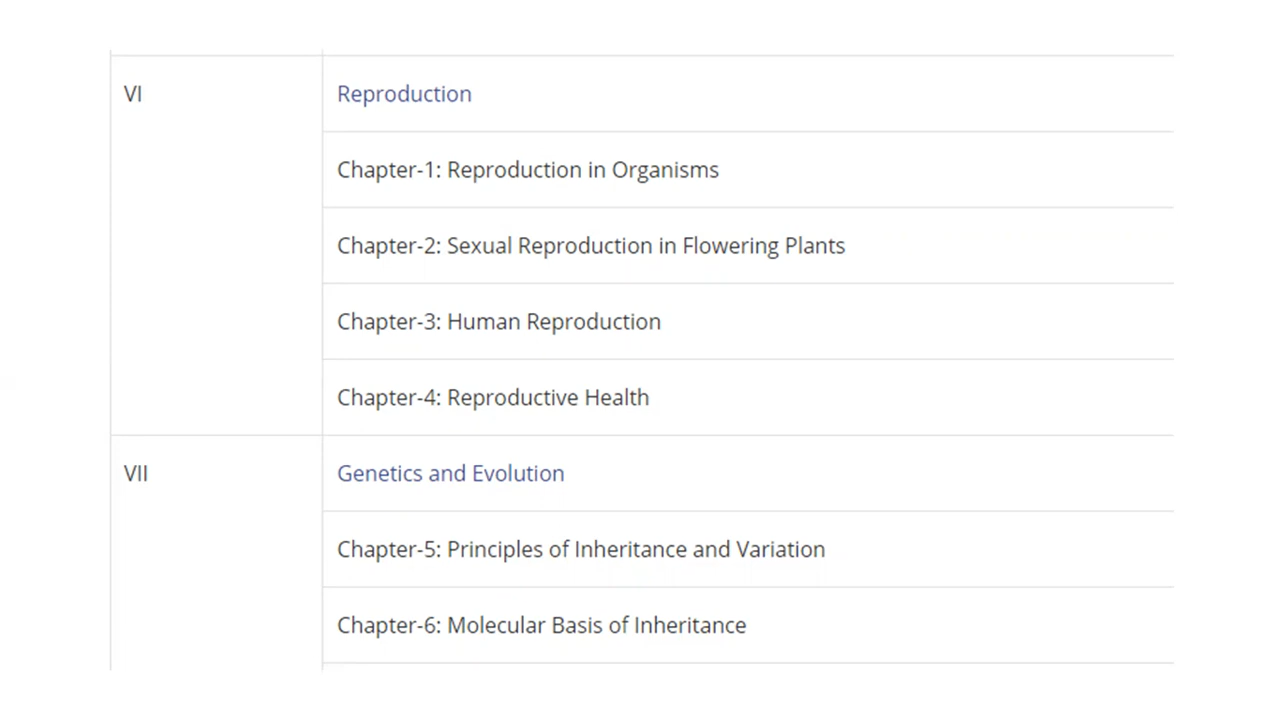 VI
Reproduction
Chapter-1: Reproduction in Organisms
Chapter-2: Sexual Reproduction in Flowering Plants
Chapter-3: Human Reproduction
Chapter-4: Reproductive Health
VII
Genetics and Evolution
Chapter-5: Principles of Inheritance and Variation
Chapter-6: Molecular Basis of Inheritance